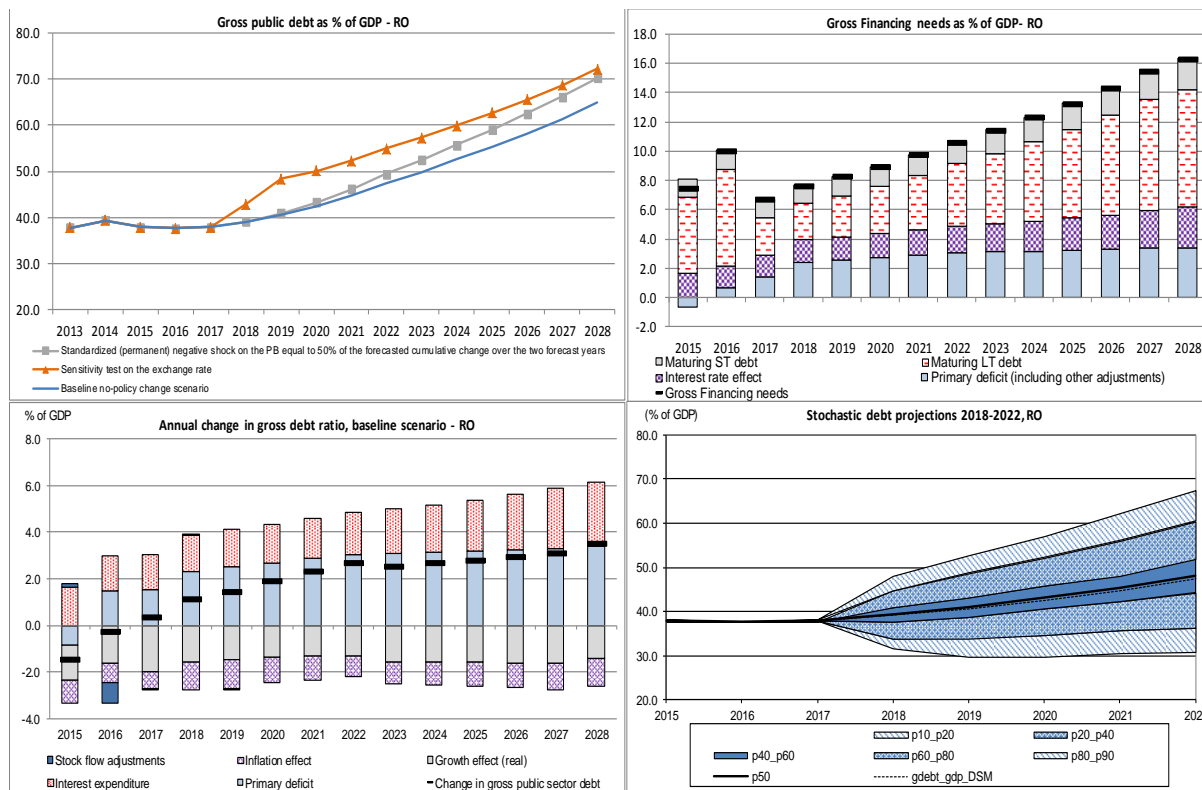 Gross public debt as % of GDP - RO
80.0
70.0
60.0
50.0
40.0
30.0
20.0
2013 2014 2015 2016 2017 2018 2019 2020 2021 2022 2023 2024 2025 2026 2027 2028
Standardized (permanent) negative shock on the PB equal to 50% of the forecasted cumulative change over the two forecast years
Sensitivity test on the exchange rate
Baseline no-policy change scenario
Gross Financing needs as % of GDP- RO
18.0
16.0
14.0
12.0
10.0
8.0
6.0
4.0
2.0
0.0
-2.0
2015 2016 2017 2018 2019 2020 2021 2022 2023 2024 2025 2026 2027 2028
Maturing ST debt Maturing LT debt
Interest rate effect Primary deficit (including other adjustments)
Gross Financing needs
% of GDP
Annual change in gross debt ratio, baseline scenario - RO
8.0
6.0
4.0
2.0
0.0
-2.0
-4.0
2015 2016 2017 2018 2019 2020 2021 2022 2023 2024 2025 2026 2027 2028
Stock flow adjustments Inflation effect Growth effect (real)
Interest expenditure Primary deficit Change in gross public sector debt
(% of GDP)
Stochastic debt projections 2018-2022, RO
80.0
70.0
60.0
50.0
40.0
30.0
20.0
2015 2016 2017 2018 2019 2020 2021 202
p10_p20 p20_p40
p40_p60 p60_p80 p80_p90
p50 gdebt_gdp_DSM